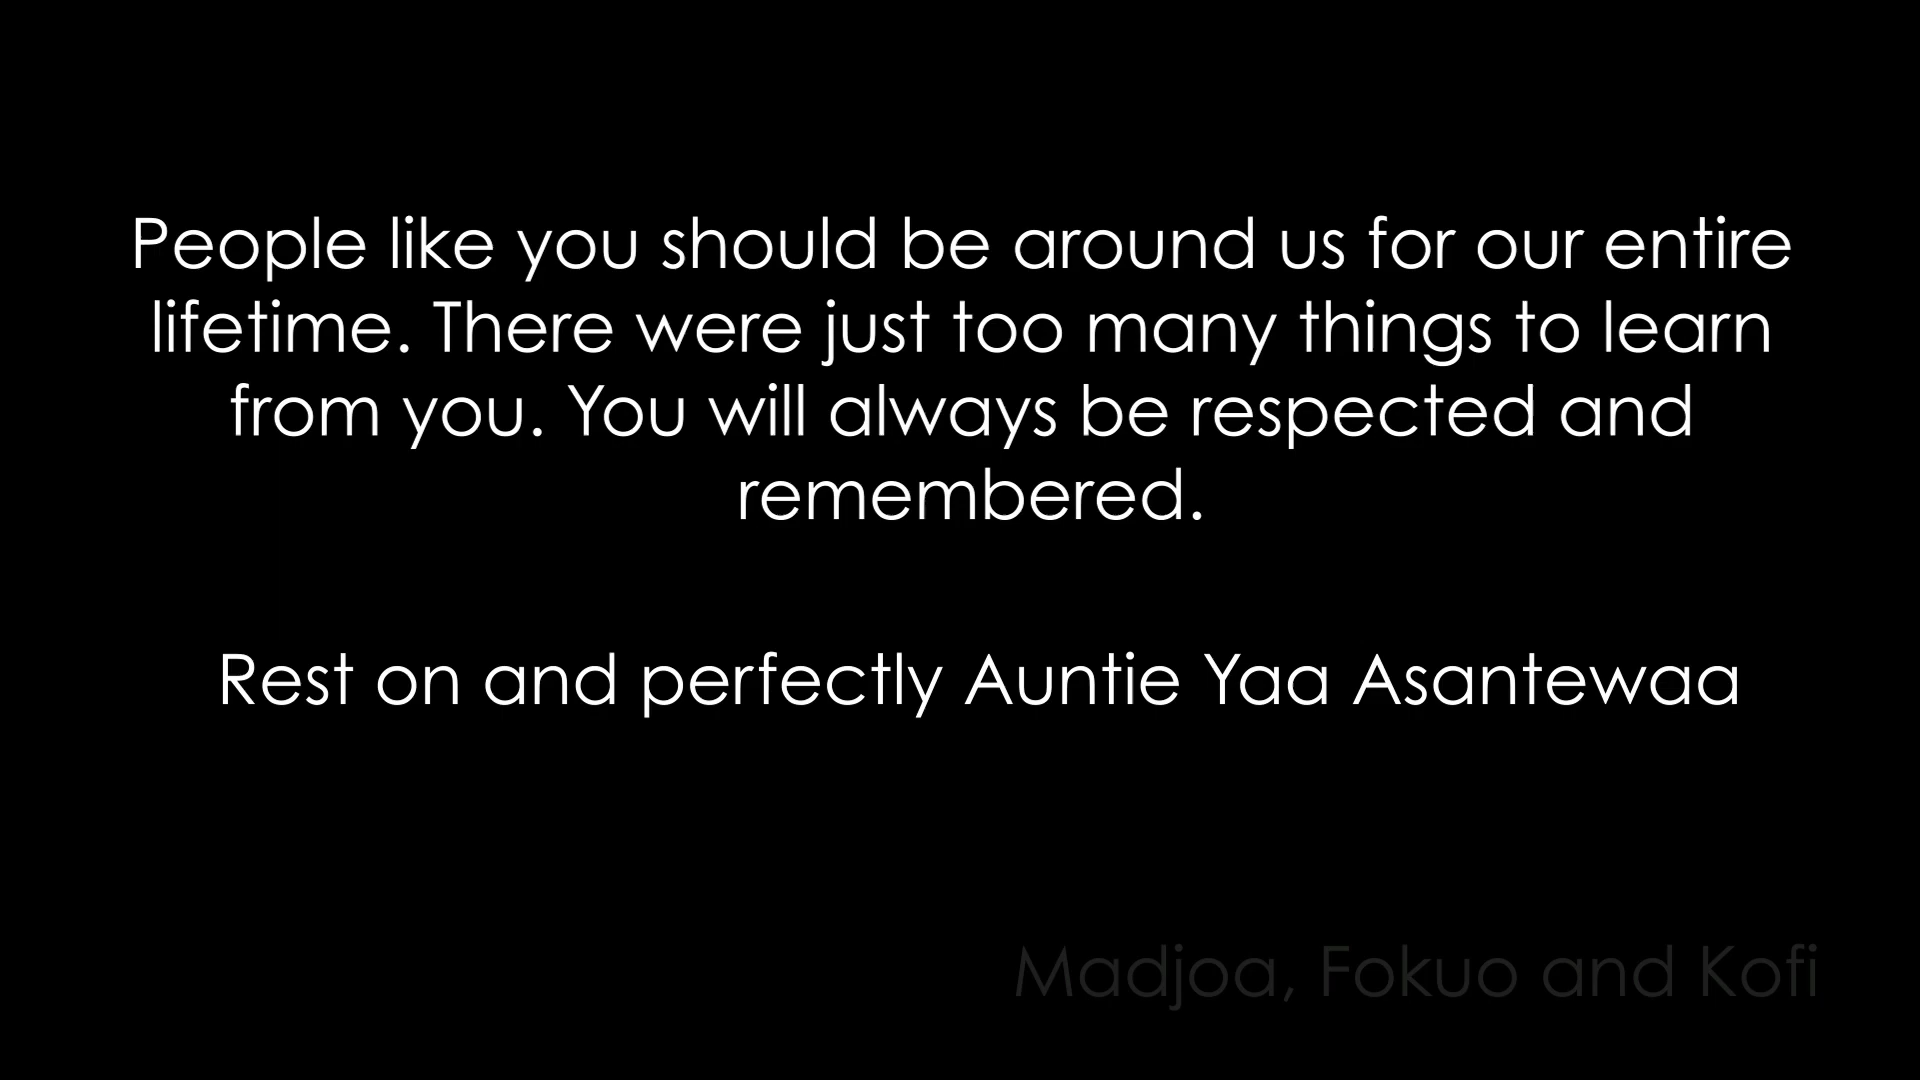 People like you should be around us for our entire
lifetime. There were just too many things to learn
from you. You will always be respected and
remembered.
Rest on and perfectly Auntie Yaa Asantewaa
Madjoa, Fokuo and Kofi